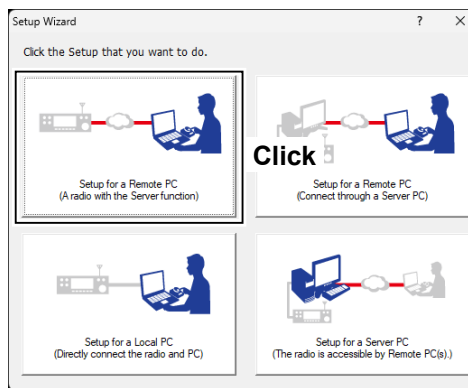 Setup Wizard
?
Click the Setup that you want to do.
Click
Setup for a Remote PC
(A radio with the Server function)
Setup for a Remote PC
(Connect through a Server PC)
Setup for a Local PC
(Directly connect the radio and PC)
Setup for a Server PC
(The radio is accessible by Remote PC(s).)